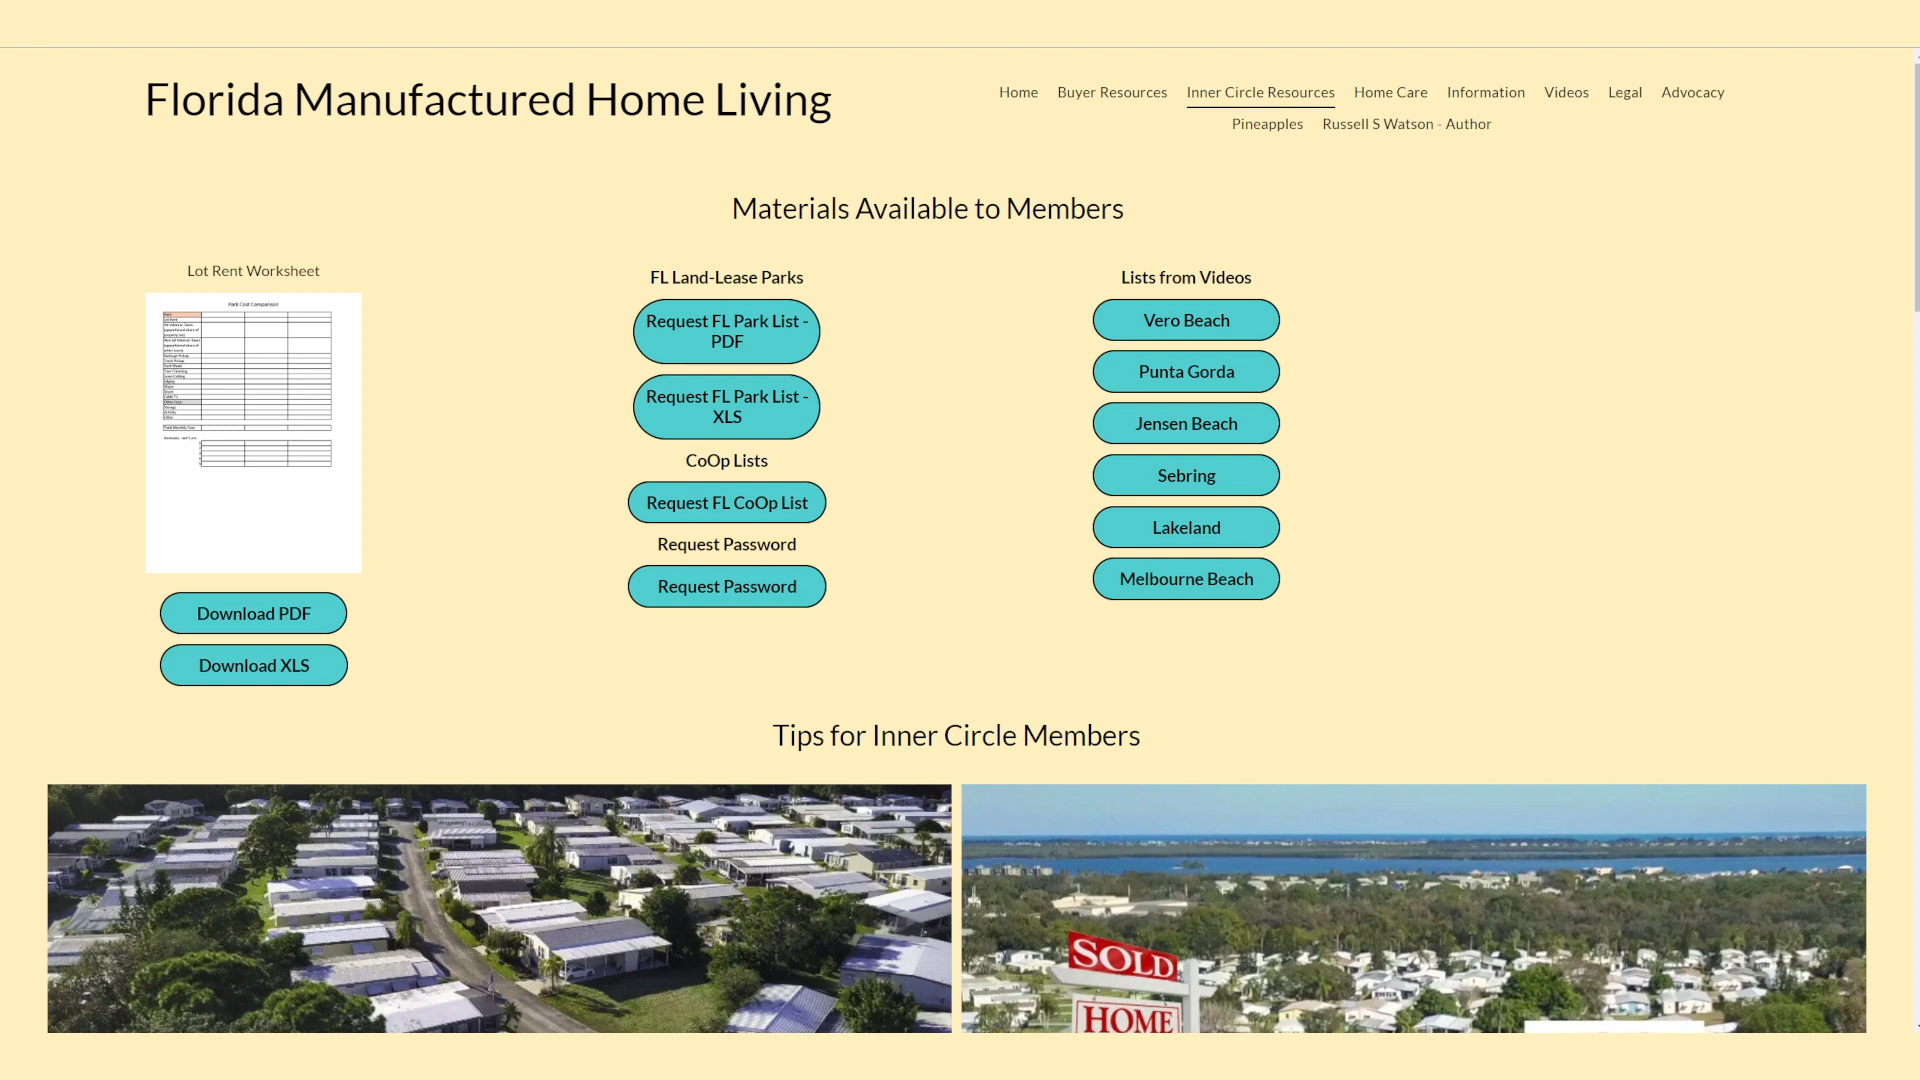 Florida Manufactured Home Living
Home Buyer Resources Inner Circle Resources Home Care Information Videos Legal Advocacy
Pineapples Russell S Watson - Author
Materials Available to Members
Lot Rent Worksheet
Park Cost Comparison
Total Monthly Cost
Download PDF
Download XLS
FL Land-Lease Parks
Request FL Park List -
PDF
Request FL Park List -
XLS
CoOp Lists
Request FL CoOp List
Request Password
Request Password
Lists from Videos
Vero Beach
Punta Gorda
Jensen Beach
Sebring
Lakeland
Melbourne Beach
Tips for Inner Circle Members
SOLD
HOME